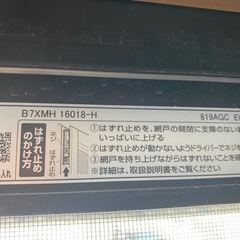 B7XMH 16018-H
819AGC
はずれ止め
のかけ方
ネジ
はずれ止め
①はずれ止めを、網戸の開閉に支障のない
いっぱいに上げる
②はずれ止めが動かないようドライバーでネジ
③網戸を持ち上げながらはずれないことを確
※詳細は、取扱説明書をご覧ください
入れ